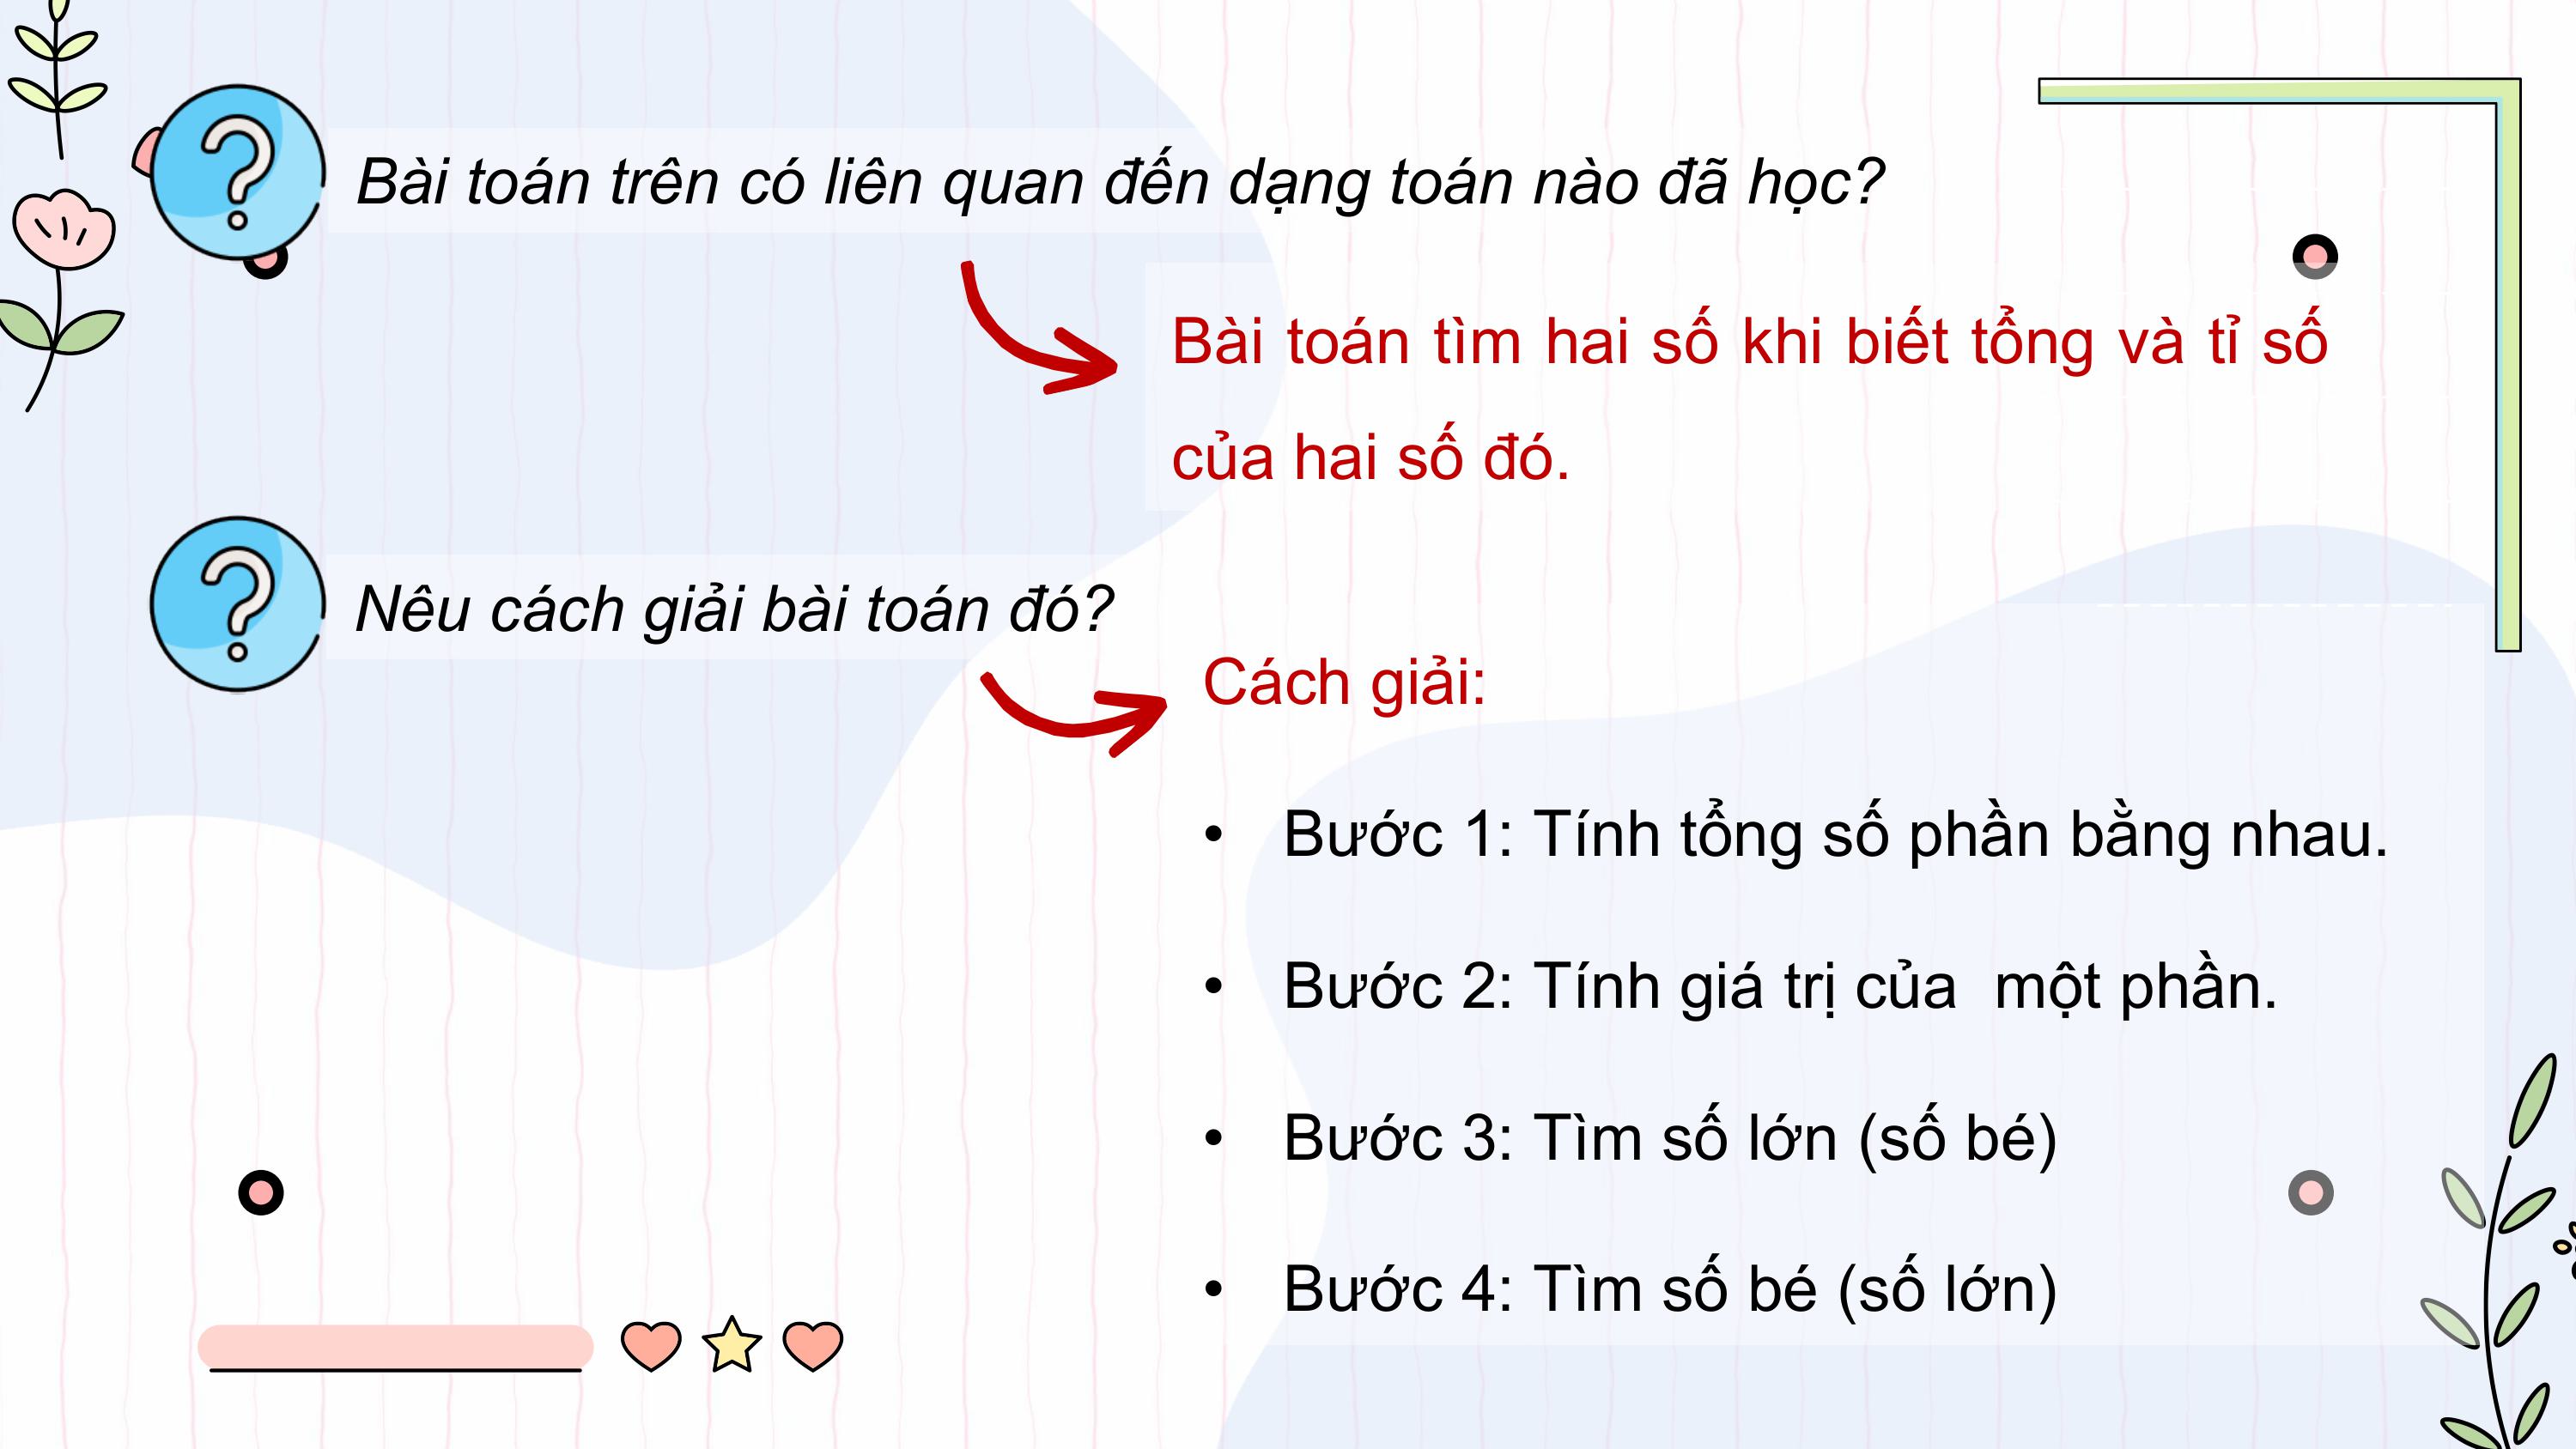 Bài toán trên có liên quan đến dạng toán nào đã học?
Bài toán tìm hai số khi biết tổng và tỉ số
của hai số đó.
Nêu cách giải bài toán đó?
Cách giải:
• Bước 1: Tính tổng số phần bằng nhau.
• Bước 2: Tính giá trị của  một phần.
• Bước 3: Tìm số lớn (số bé)
• Bước 4: Tìm số bé (số lớn)